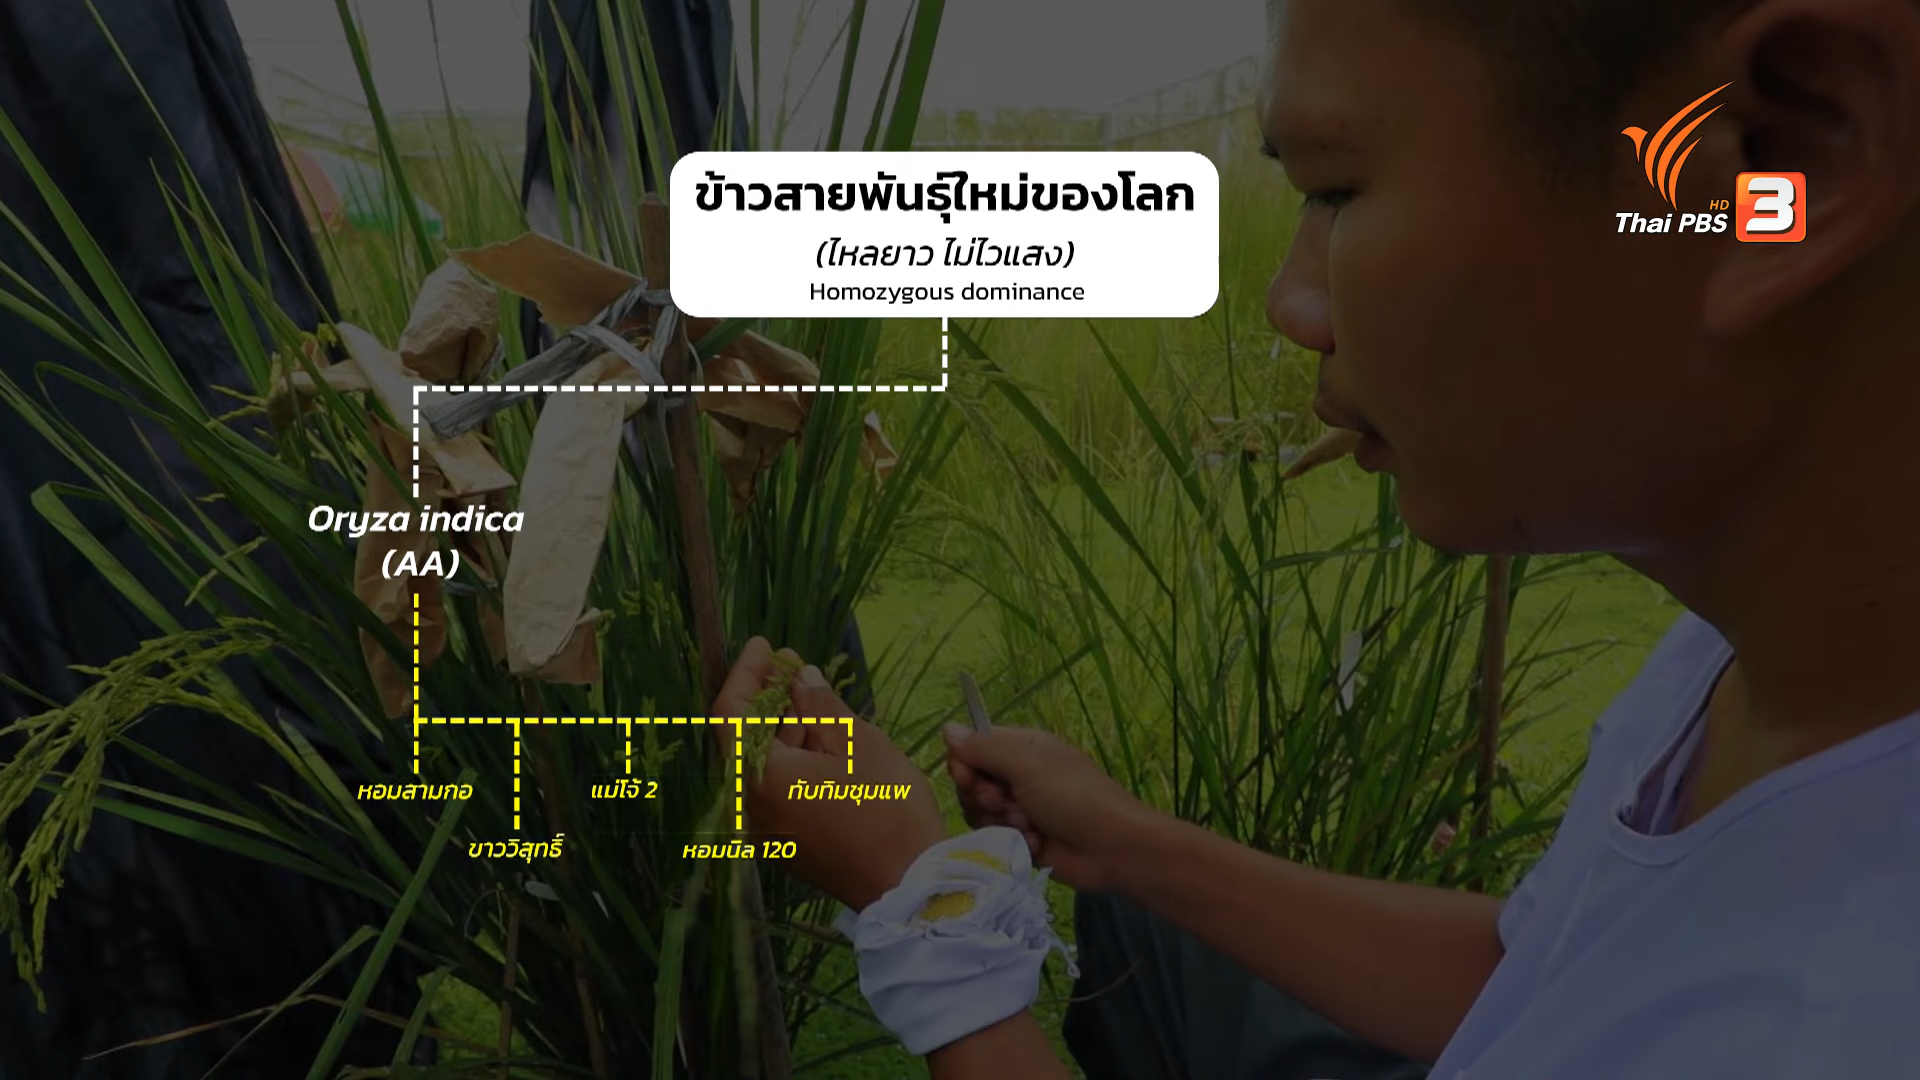 ข้าวสายพันธุ์ใหม่ของโลก
(ไหลยาว ไม่ไวแสง)
Homozygous dominance
HD
Thai PBS 3
Oryza indica
(AA)
หอมสามกอ
แม่โจ้ 2
ทับทิมชุมแพ
ขาววิสุทธิ์
หอมนิล 120